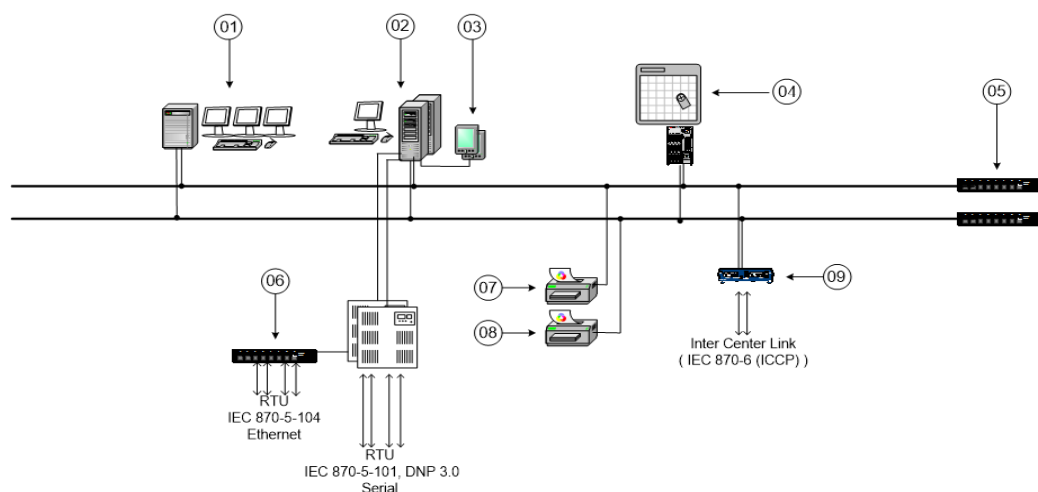 01
02
03
04
05
06
07
08
09
Inter Center Link
( IEC 870-6 (ICCP) )
RTU
IEC 870-5-104
Ethernet
RTU
IEC 870-5-101, DNP 3.0
Serial